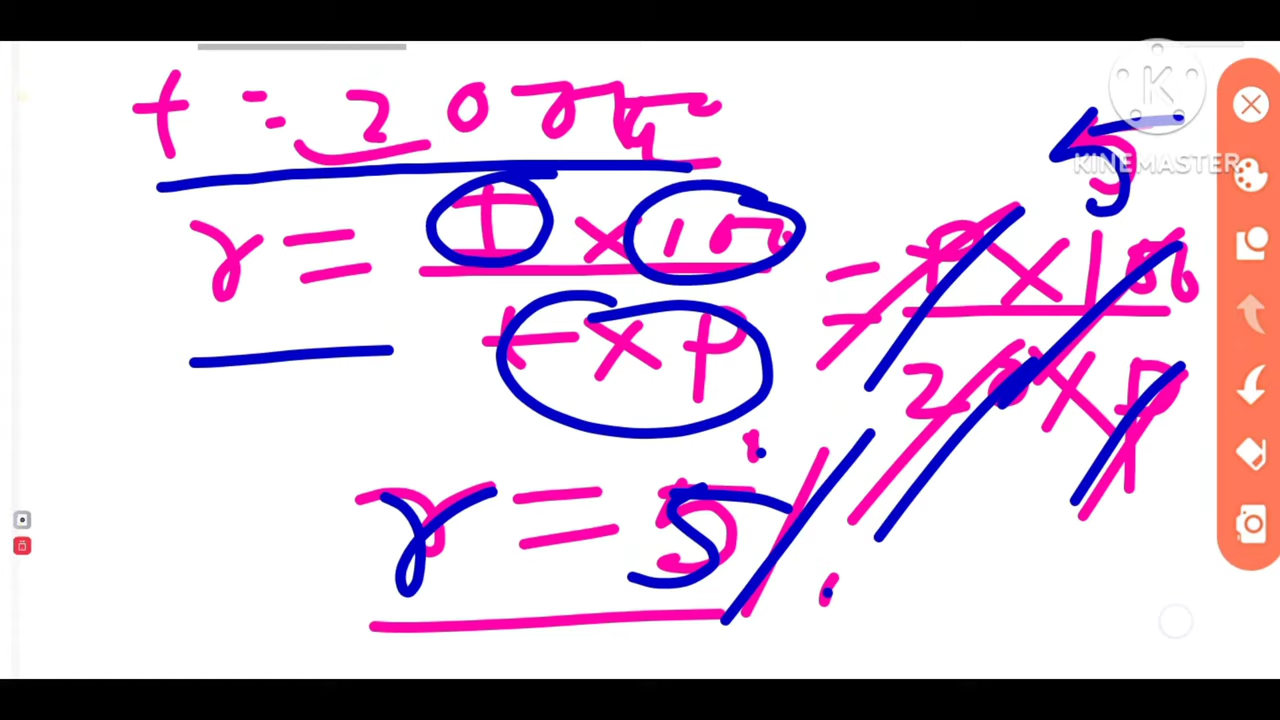 t = 20 साल
r = I × 100 / t × P = P × 100 / 20 × P
5
r = 5 %
KINEMASTER